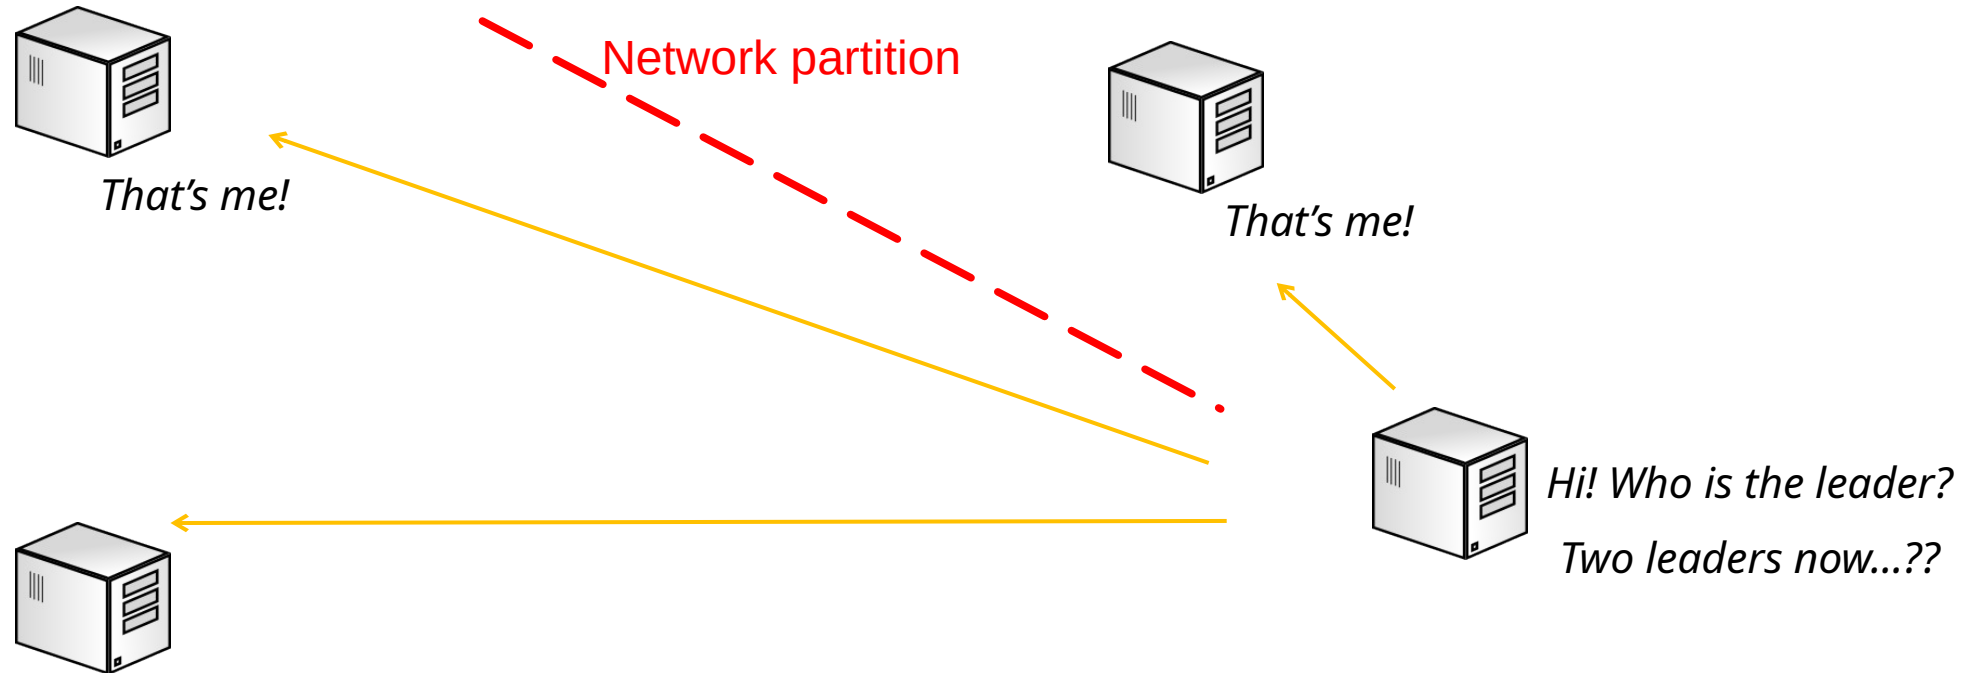 Network partition
That’s me!
That’s me!
Hi! Who is the leader?
Two leaders now...??